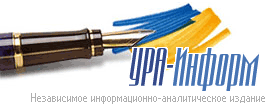 УРА-Информ
Независимое информационно-аналитическое издание